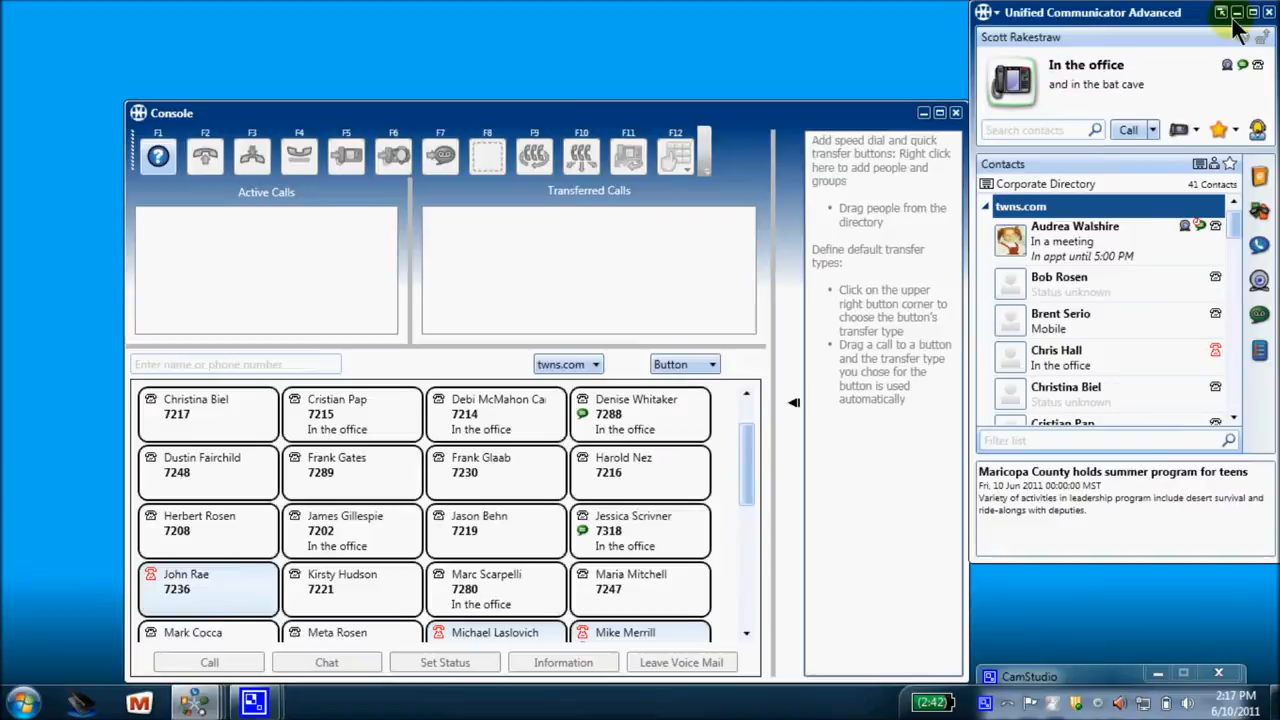 Unified Communicator Advanced
Scott Rakestraw
In the office
and in the bat cave
Search contacts
Call
Contacts
Corporate Directory
41 Contacts
twns.com
Audrea Walshire
In a meeting
In appt until 5:00 PM
Bob Rosen
Status unknown
Brent Serio
Mobile
Chris Hall
In the office
Christina Biel
Status unknown
Cristian Pap
Filter list
Maricopa County holds summer program for teens
Fri, 10 Jun 2011 00:00:00 MST
Variety of activities in leadership program include desert survival and
ride-alongs with deputies.
Console
F1 F2 F3 F4 F5 F6 F7 F8 F9 F10 F11 F12
Active Calls
Transferred Calls
Add speed dial and quick
transfer buttons: Right click
here to add people and
groups
• Drag people from the
directory
Define default transfer
types:
• Click on the upper
right button corner to
choose the button's
transfer type
• Drag a call to a button
and the transfer type
you chose for the
button is used
automatically
Enter name or phone number
twns.com
Button
Christina Biel
7217
Cristian Pap
7215
In the office
Debi McMahon Ca
7214
In the office
Denise Whitaker
7288
In the office
Dustin Fairchild
7248
Frank Gates
7289
Frank Glaab
7230
Harold Nez
7216
Herbert Rosen
7208
James Gillespie
7202
In the office
Jason Behn
7219
Jessica Scrivner
7318
In the office
John Rae
7236
Kirsty Hudson
7221
Marc Scarpelli
7280
In the office
Maria Mitchell
7247
Mark Cocca
Meta Rosen
Michael Laslovich
Mike Merrill
Call
Chat
Set Status
Information
Leave Voice Mail
CamStudio
(2:42)
2:17 PM
6/10/2011